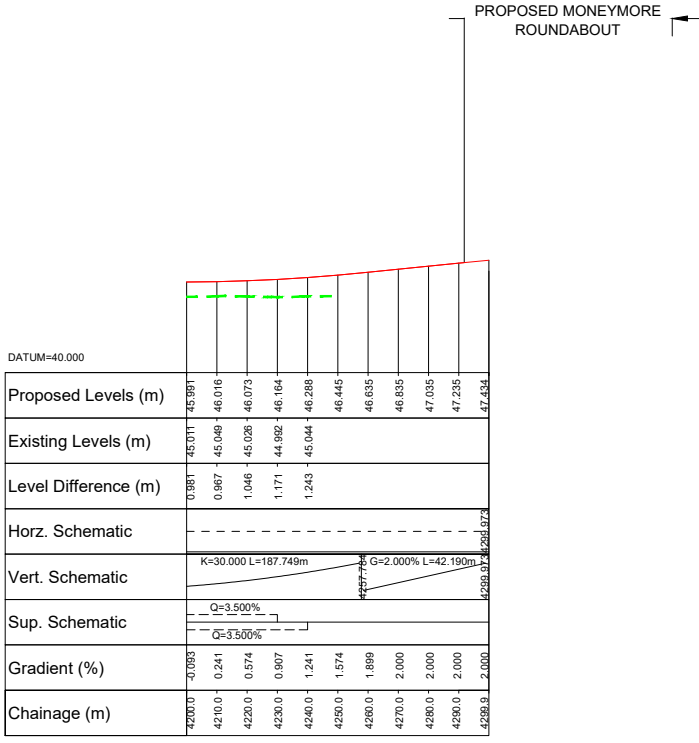 PROPOSED MONEYMORE
ROUNDABOUT
DATUM=40.000
Proposed Levels (m) 45.991 46.016 46.073 46.164 46.288 46.445 46.635 46.835 47.035 47.235 47.434
Existing Levels (m) 45.011 45.049 45.026 44.992 45.044
Level Difference (m) 0.981 0.967 1.046 1.171 1.243
Horz. Schematic 4299.973
Vert. Schematic K=30.000 L=187.749m 4257.784 G=2.000% L=42.190m 4299.973
Sup. Schematic Q=3.500%
Q=3.500%
Gradient (%) -0.093 0.241 0.574 0.907 1.241 1.574 1.899 2.000 2.000 2.000 2.000
Chainage (m) 4200.0 4210.0 4220.0 4230.0 4240.0 4250.0 4260.0 4270.0 4280.0 4290.0 4299.9